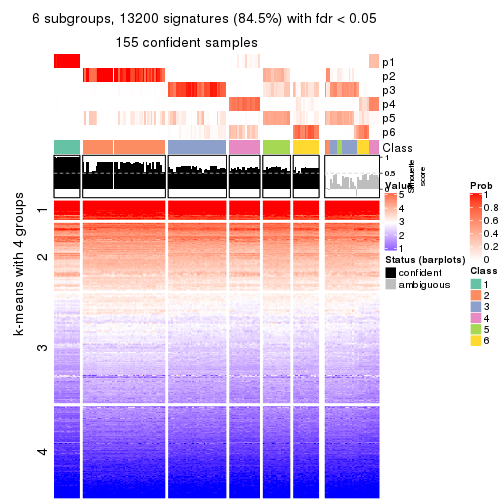 6 subgroups, 13200 signatures (84.5%) with fdr < 0.05
155 confident samples
p1
p2
p3
p4
p5
p6
Class
1
0.5
0
Silhouette
score
k-means with 4 groups
1
2
3
4
Value
5
4
3
2
1
Status (barplots)
confident
ambiguous
Prob
1
0.8
0.6
0.4
0.2
0
Class
1
2
3
4
5
6